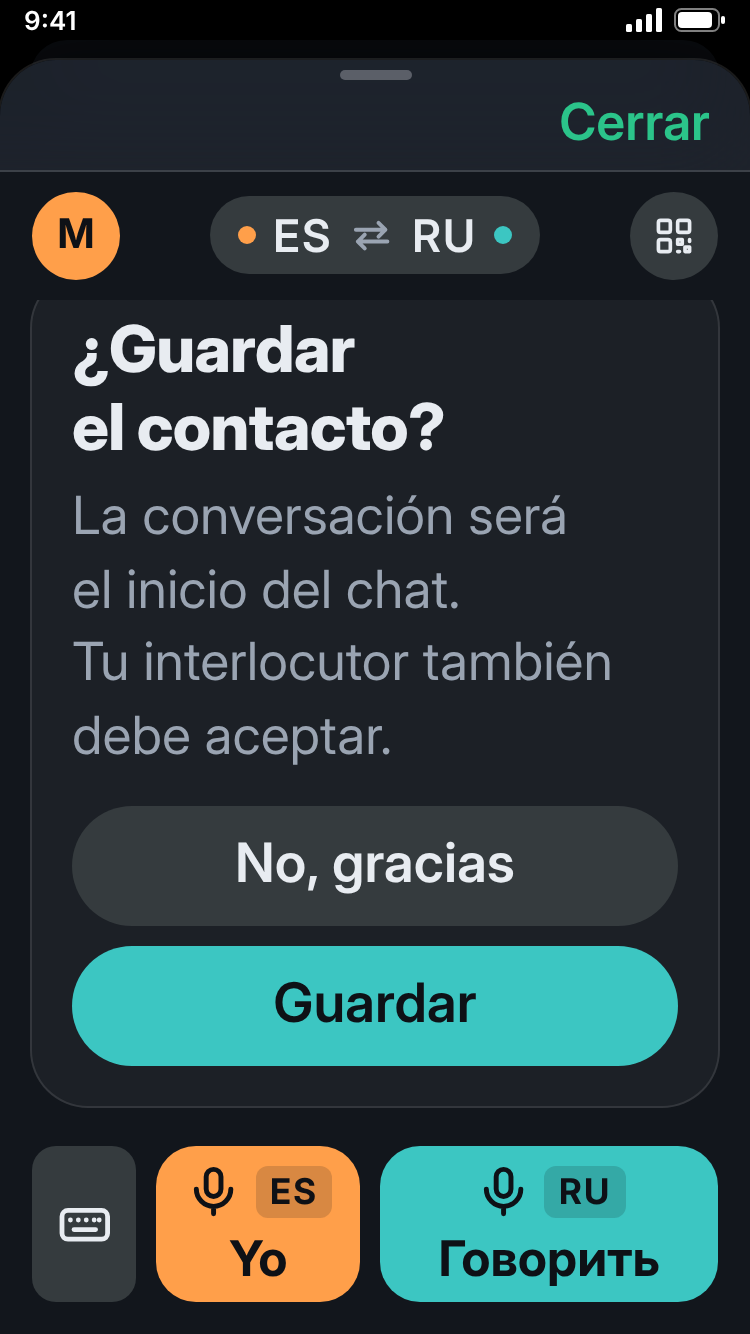 9:41
Cerrar
M
ES RU
¿Guardar
el contacto?
La conversación será
el inicio del chat.
Tu interlocutor también
debe aceptar.
No, gracias
Guardar
ES
Yo
RU
Говорить